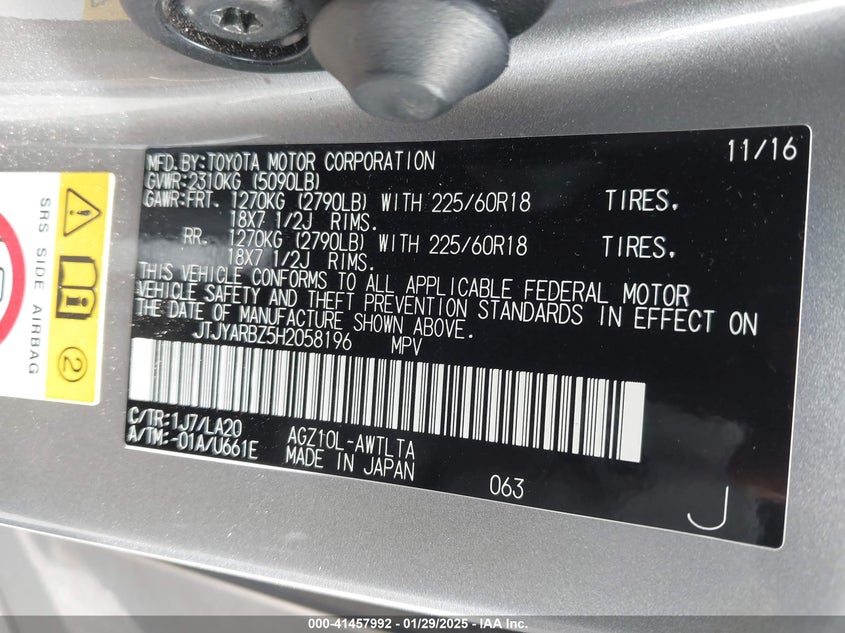 MFD.BY:TOYOTA MOTOR CORPORATION 11/16
GVWR:2310KG (5090LB)
GAWR:FRT. 1270KG (2790LB) WITH 225/60R18 TIRES,
18X7 1/2J RIMS.
RR. 1270KG (2790LB) WITH 225/60R18 TIRES,
18X7 1/2J RIMS.
THIS VEHICLE CONFORMS TO ALL APPLICABLE FEDERAL MOTOR
VEHICLE SAFETY AND THEFT PREVENTION STANDARDS IN EFFECT ON
THE DATE OF MANUFACTURE SHOWN ABOVE.
JTJYARBZ5H2058196 MPV
C/TR:1J7/LA20
A/TM:-01A/U661E
AGZ10L-AWTLTA
MADE IN JAPAN
063
J
SRS SIDE AIRBAG
2
000-41457992 - 01/29/2025 - IAAI.COM